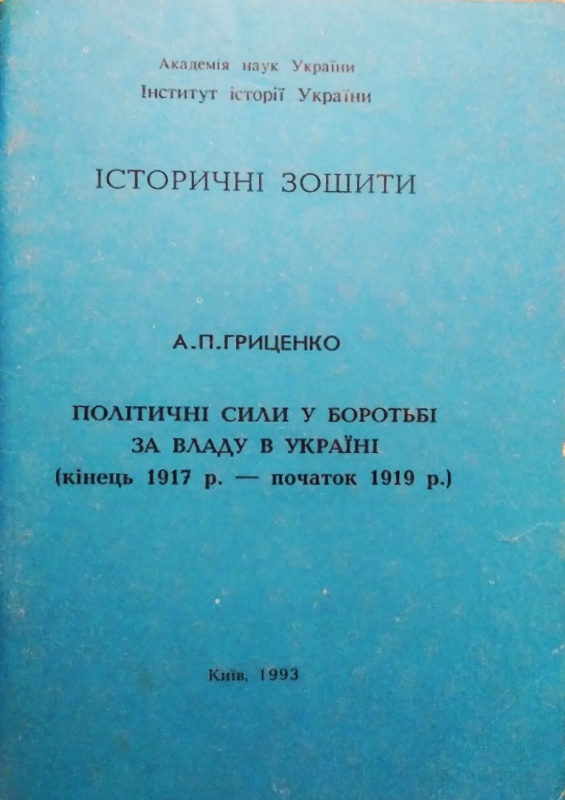 Академія наук України
Інститут історії України
ІСТОРИЧНІ ЗОШИТИ
А.П.ГРИЦЕНКО
ПОЛІТИЧНІ СИЛИ У БОРОТЬБІ
ЗА ВЛАДУ В УКРАЇНІ
(кінець 1917 р. — початок 1919 р.)
Київ, 1993